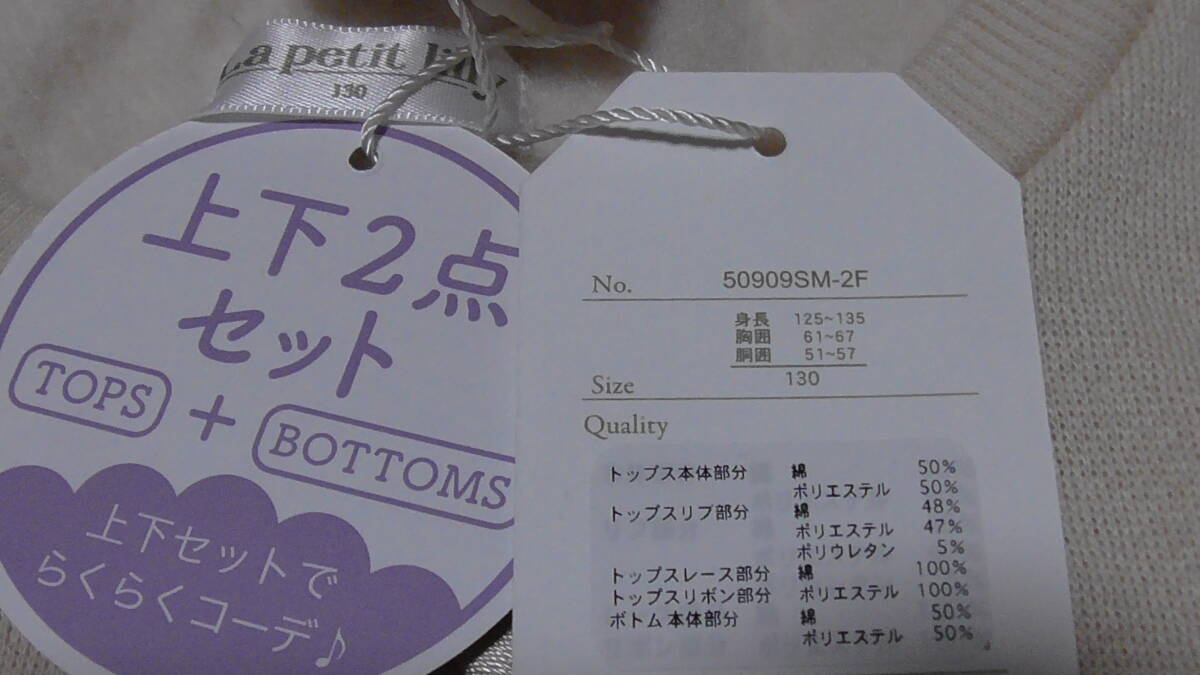 La petit lily
130
上下2点
セット
TOPS + BOTTOMS
上下セットで
らくらくコーデ♪
No. 50909SM-2F
身長 125~135
胸囲 61~67
胴囲 51~57
Size 130
Quality
トップス本体部分 綿 50%
ポリエステル 50%
トップスリブ部分 綿 48%
ポリエステル 47%
ポリウレタン 5%
トップスレース部分 綿 100%
トップスリボン部分 ポリエステル 100%
ボトム本体部分 綿 50%
ポリエステル 50%